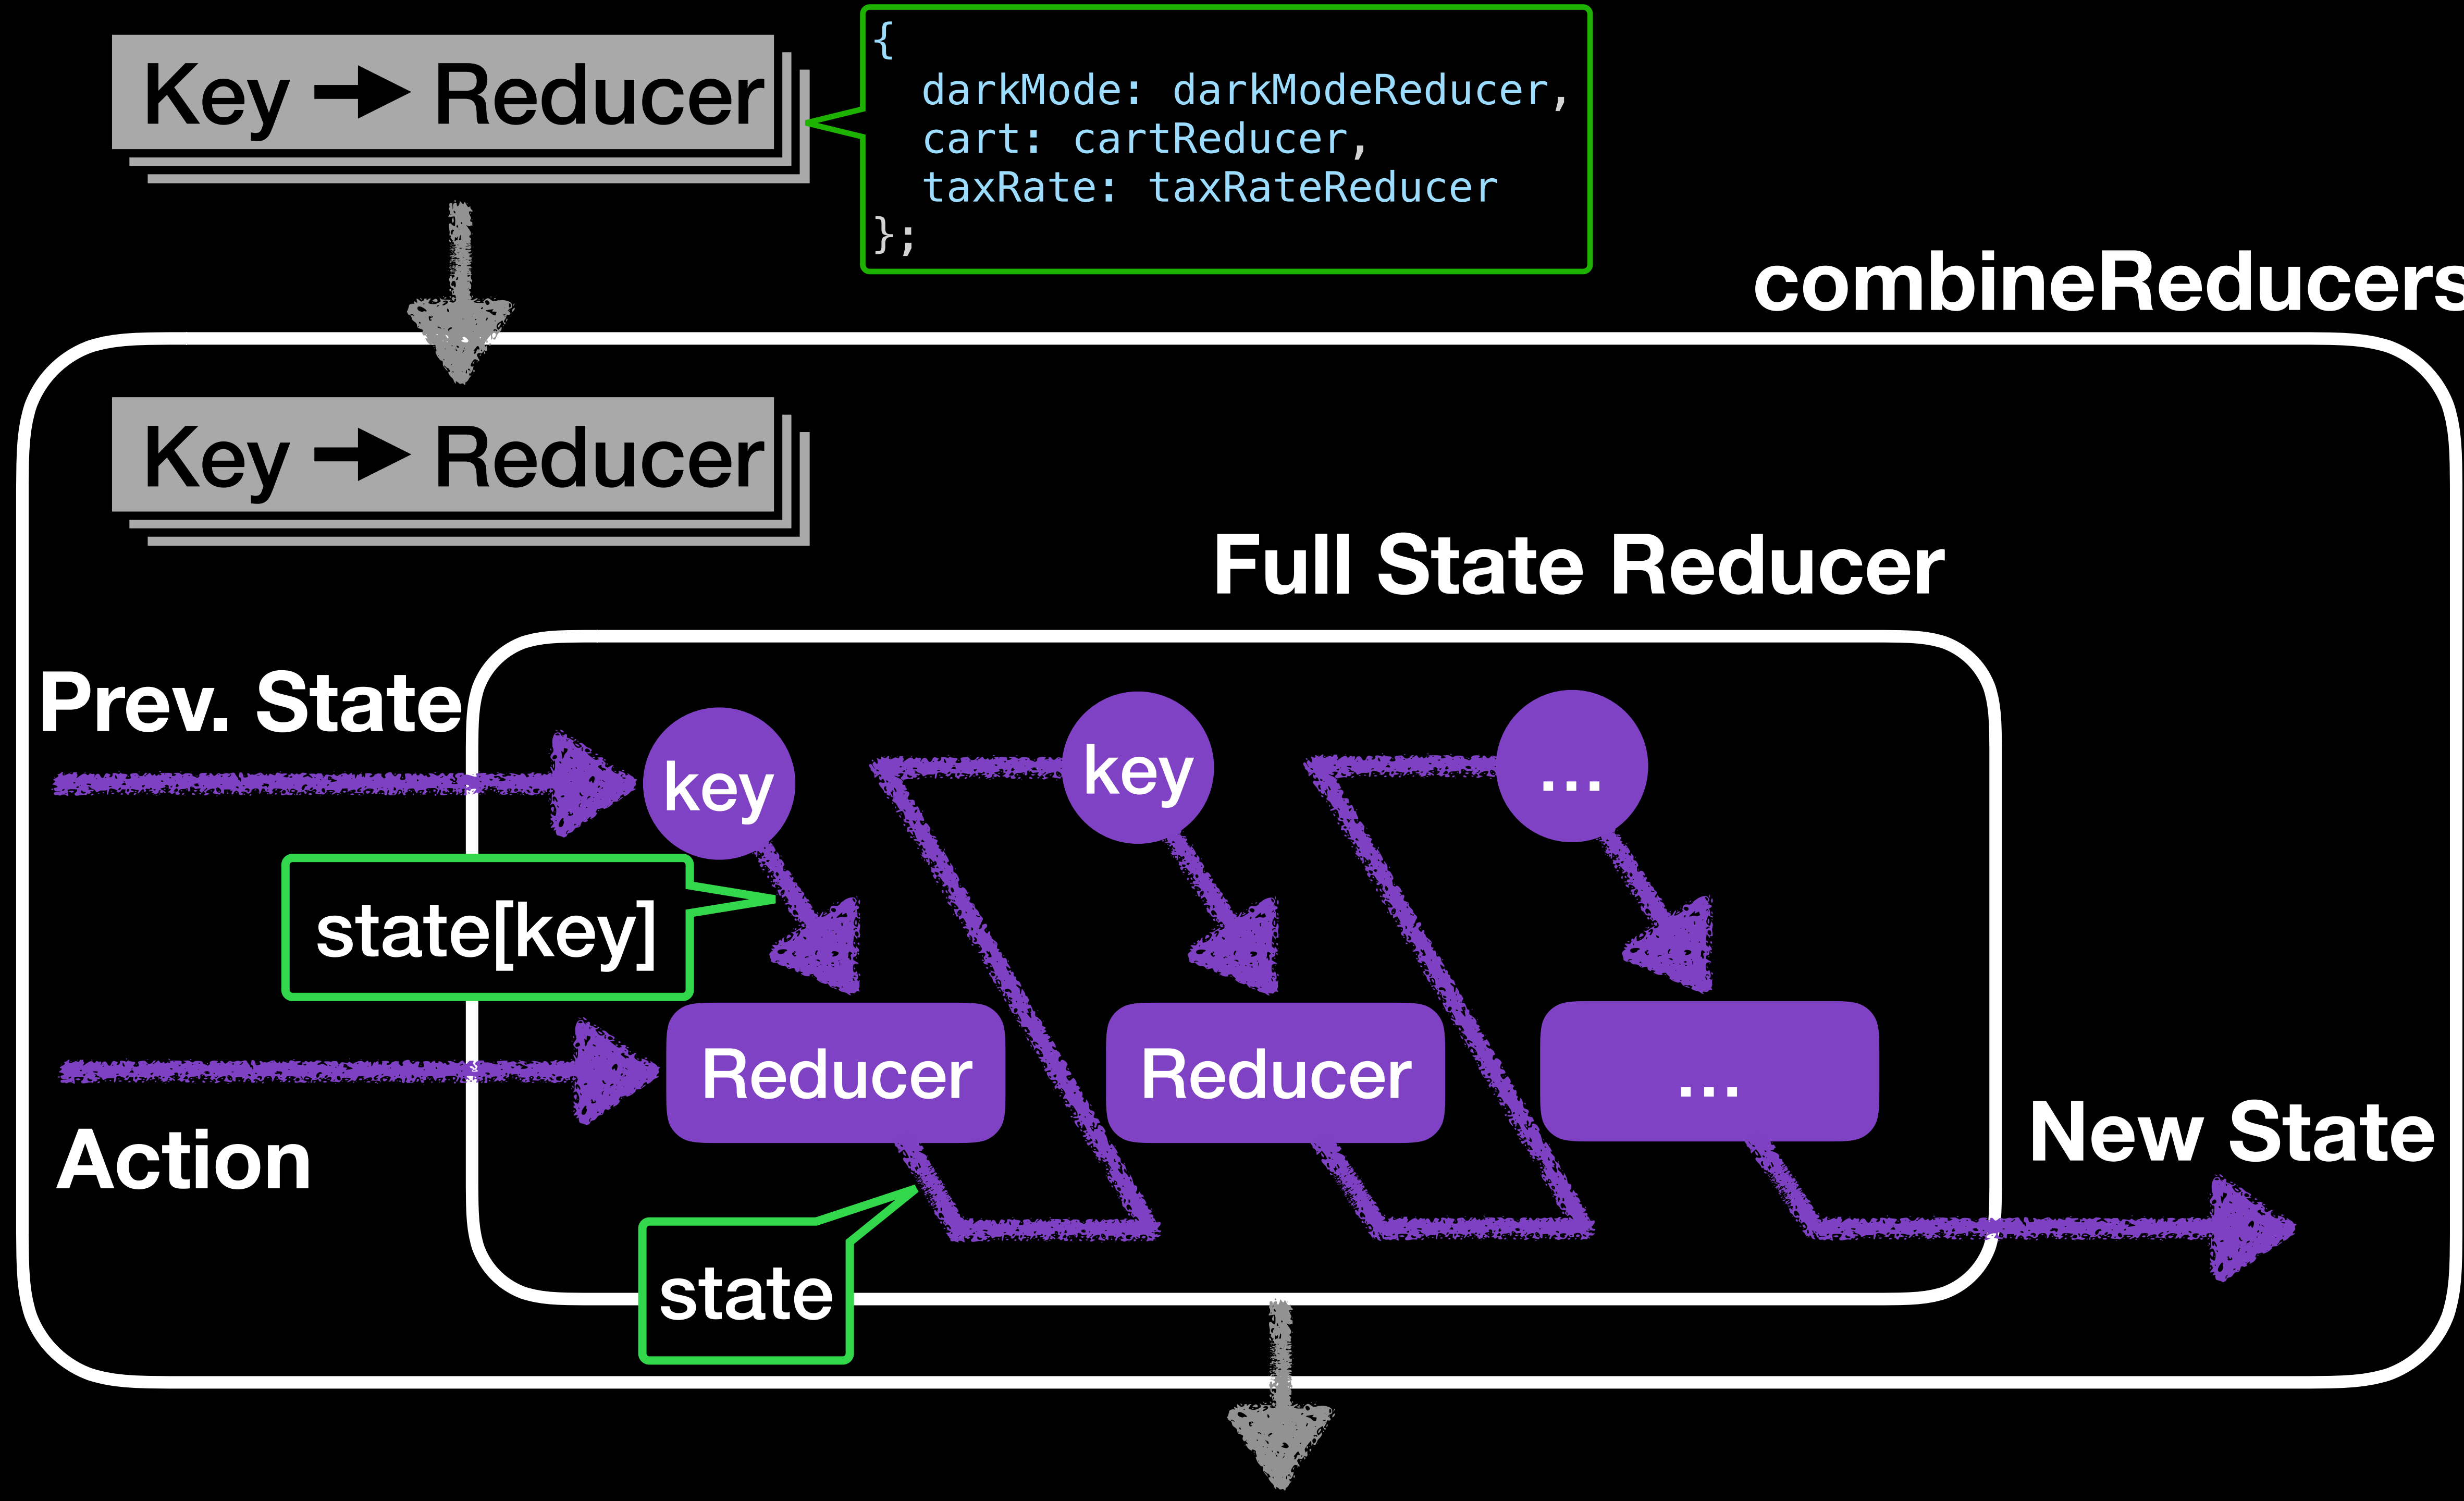 Key → Reducer
{
darkMode: darkModeReducer,
cart: cartReducer,
taxRate: taxRateReducer
};
combineReducers
Key → Reducer
Full State Reducer
Prev. State
key
key
...
state[key]
Reducer
Reducer
...
Action
New State
state